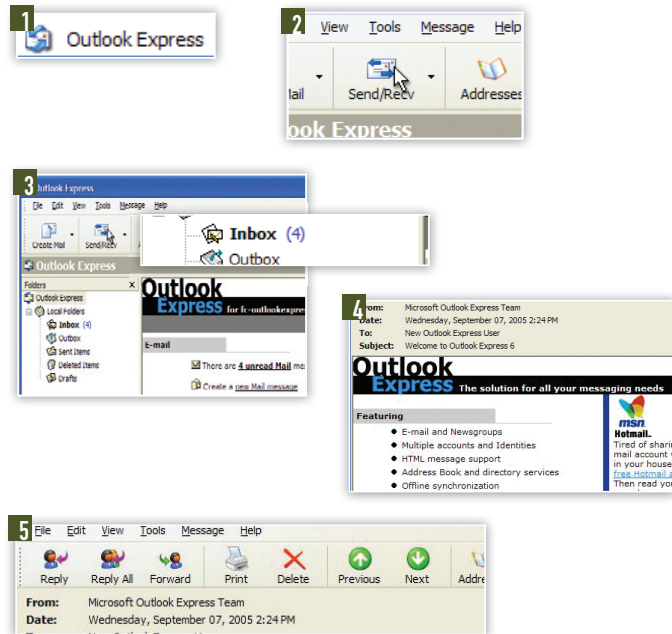 1
Outlook Express
2
View Tools Message Help
Mail
Send/Recv
Addresses
ook Express
3
Outlook Express
File Edit View Tools Message Help
Create Mail Send/Recv
Outlook Express
Folders X
Outlook Express
Local Folders
Inbox (4)
Outbox
Sent Items
Deleted Items
Drafts
Inbox (4)
Outbox
Outlook
Express for fc-outlookexpre
E-mail
There are 4 unread Mail me
Create a new Mail message
4
From: Microsoft Outlook Express Team
Date: Wednesday, September 07, 2005 2:24 PM
To: New Outlook Express User
Subject: Welcome to Outlook Express 6
Outlook
Express The solution for all your messaging needs
Featuring
E-mail and Newsgroups
Multiple accounts and Identities
HTML message support
Address Book and directory services
Offline synchronization
msn
Hotmail.
Tired of sharin
mail account
in your house
free Hotmail a
Then read yo
5
File Edit View Tools Message Help
Reply Reply All Forward Print Delete Previous Next Addre
From: Microsoft Outlook Express Team
Date: Wednesday, September 07, 2005 2:24 PM